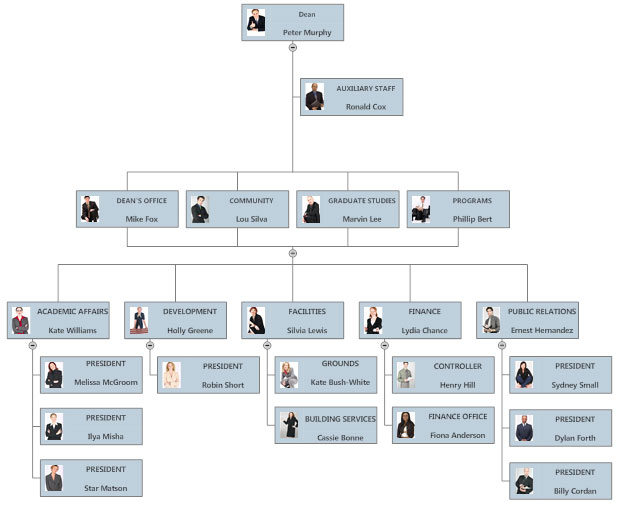 Dean
Peter Murphy
AUXILIARY STAFF
Ronald Cox
DEAN`S OFFICE
Mike Fox
COMMUNITY
Lou Silva
GRADUATE STUDIES
Marvin Lee
PROGRAMS
Phillip Bert
ACADEMIC AFFAIRS
Kate Williams
DEVELOPMENT
Holly Greene
FACILITIES
Silvia Lewis
FINANCE
Lydia Chance
PUBLIC RELATIONS
Ernest Hernandez
PRESIDENT
Melissa McGroom
PRESIDENT
Ilya Misha
PRESIDENT
Star Matson
PRESIDENT
Robin Short
GROUNDS
Kate Bush-White
BUILDING SERVICES
Cassie Bonne
CONTROLLER
Henry Hill
FINANCE OFFICE
Fiona Anderson
PRESIDENT
Sydney Small
PRESIDENT
Dylan Forth
PRESIDENT
Billy Cordan